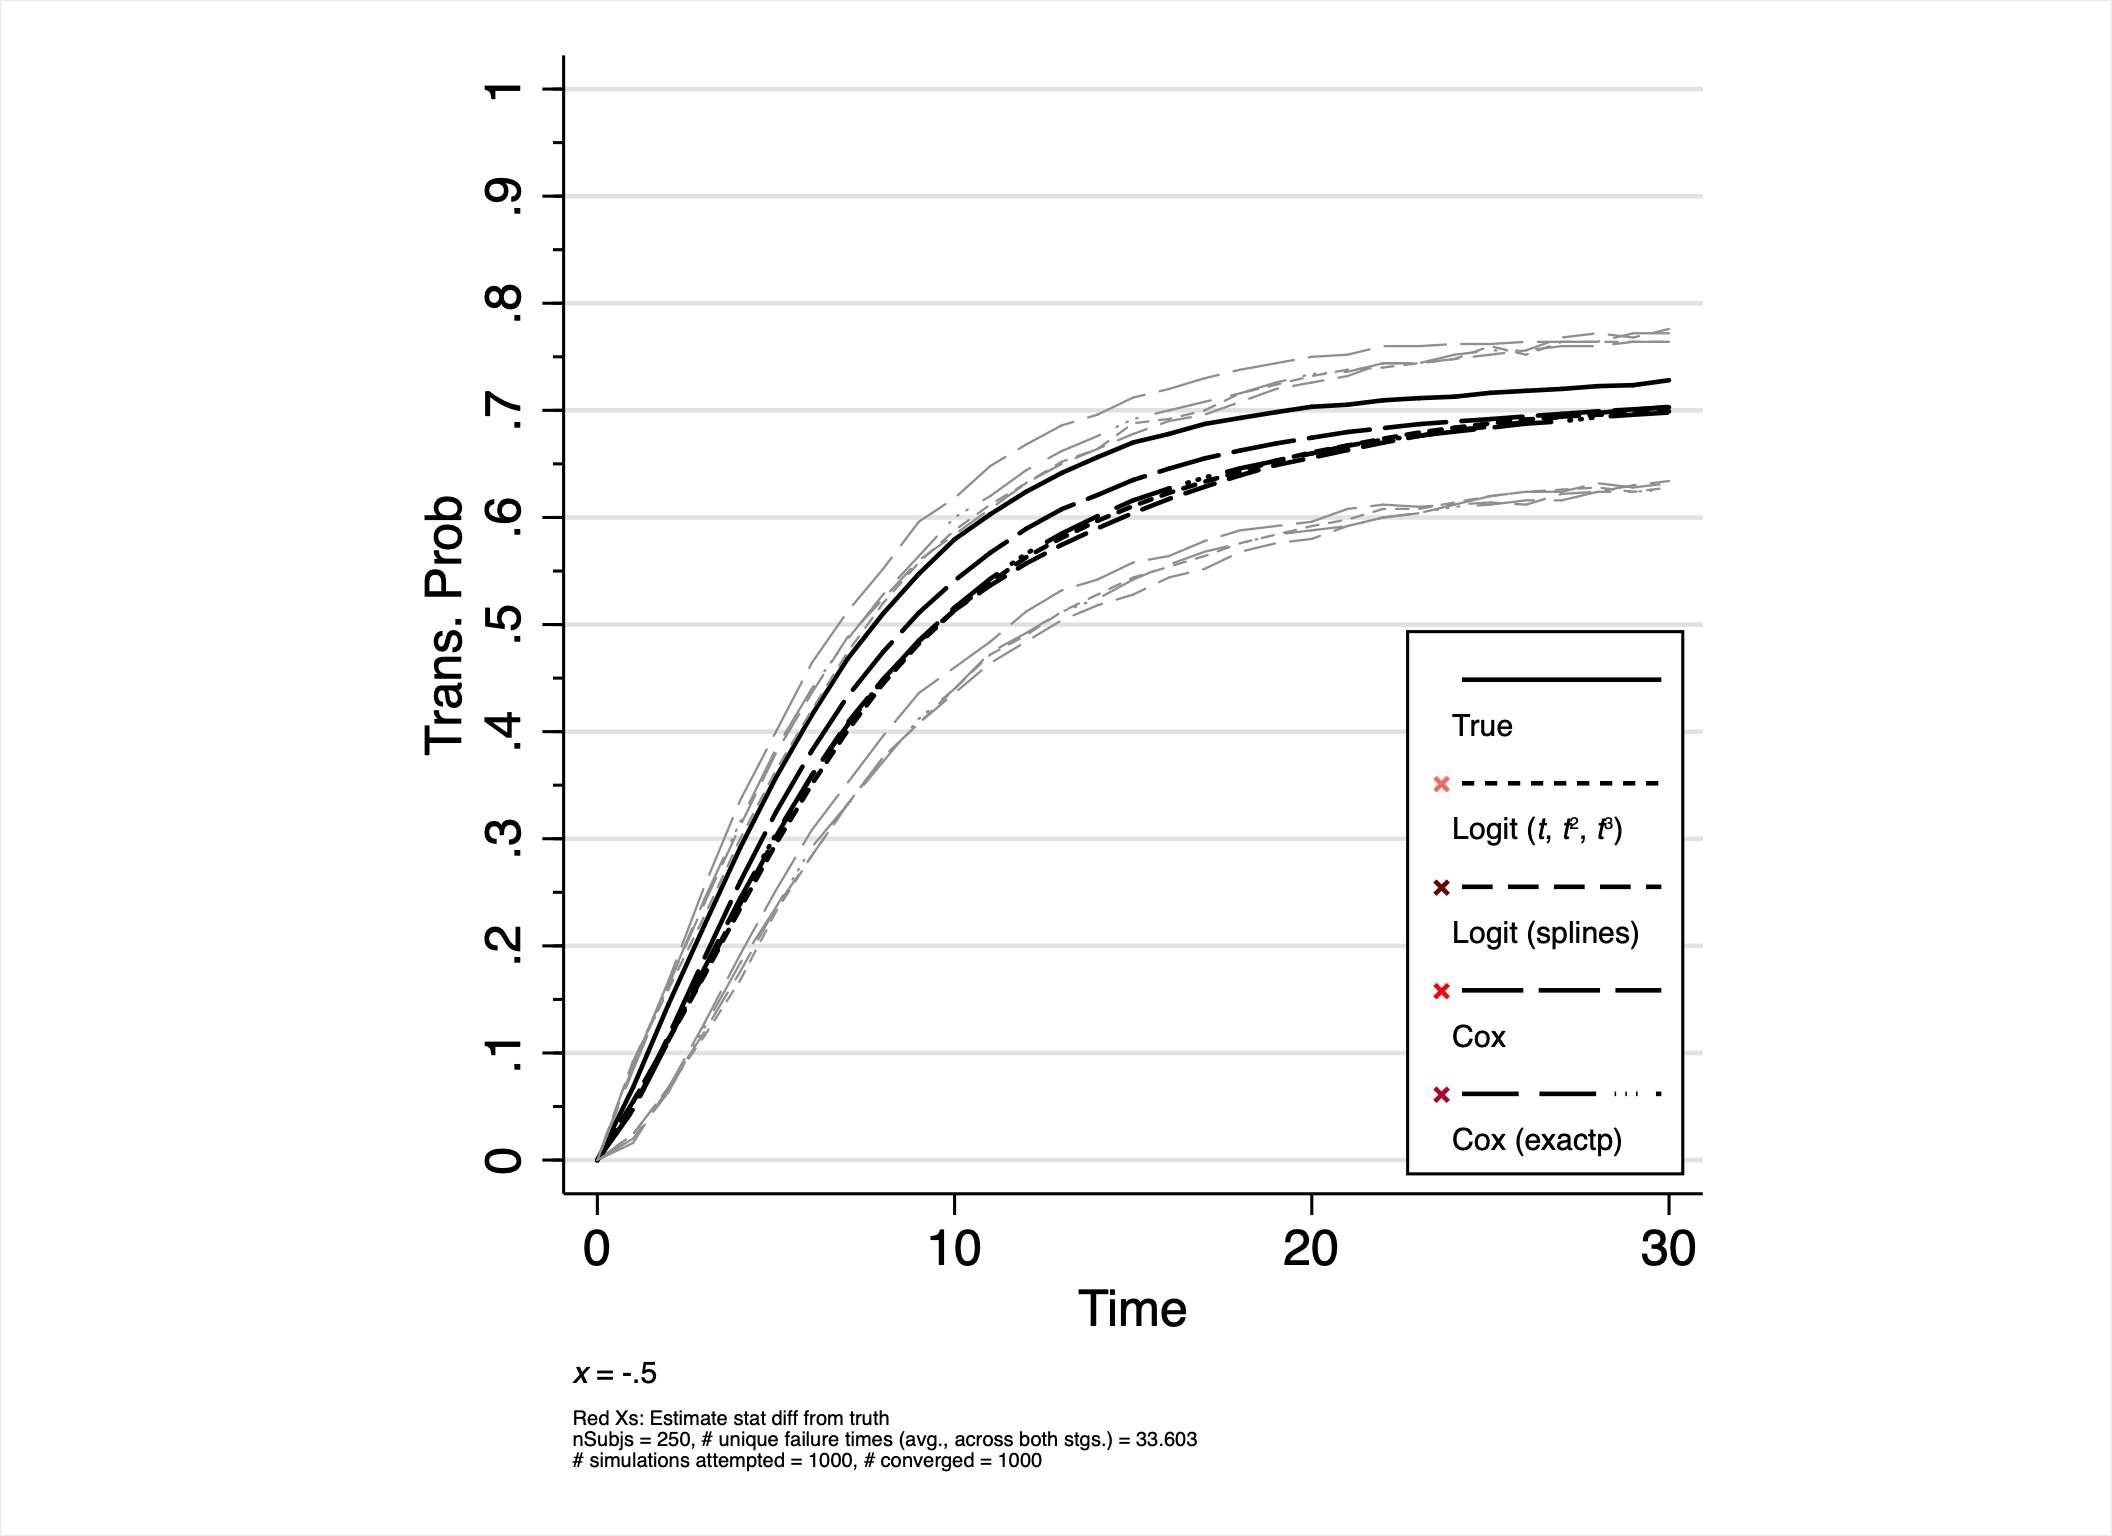 1
.9
.8
.7
.6
.5
.4
.3
.2
.1
0
Trans. Prob
True
Logit (t, t², t³)
Logit (splines)
Cox
Cox (exactp)
0 10 20 30
Time
x = -.5
Red Xs: Estimate stat diff from truth
nSubjs = 250, # unique failure times (avg., across both stgs.) = 33.603
# simulations attempted = 1000, # converged = 1000